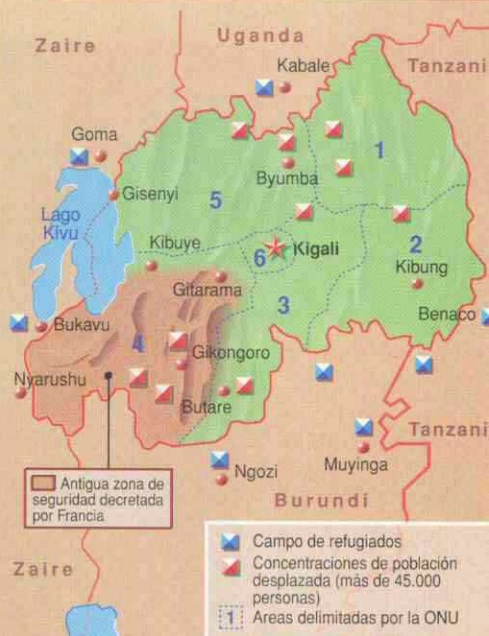 Uganda
Zaire
Kabale
Tanzani
Goma
1
Byumba
Gisenyi
5
Lago
Kivu
2
Kibuye
6
Kigali
Kibung
Gitarama
3
Benaco
Bukavu
4
Gikongoro
Nyarushu
Butare
Tanzani
Muyinga
Ngozi
Antigua zona de
seguridad decretada
por Francia
Burundi
Zaire
Campo de refugiados
Concentraciones de población
desplazada (más de 45.000
personas)
1 Areas delimitadas por la ONU